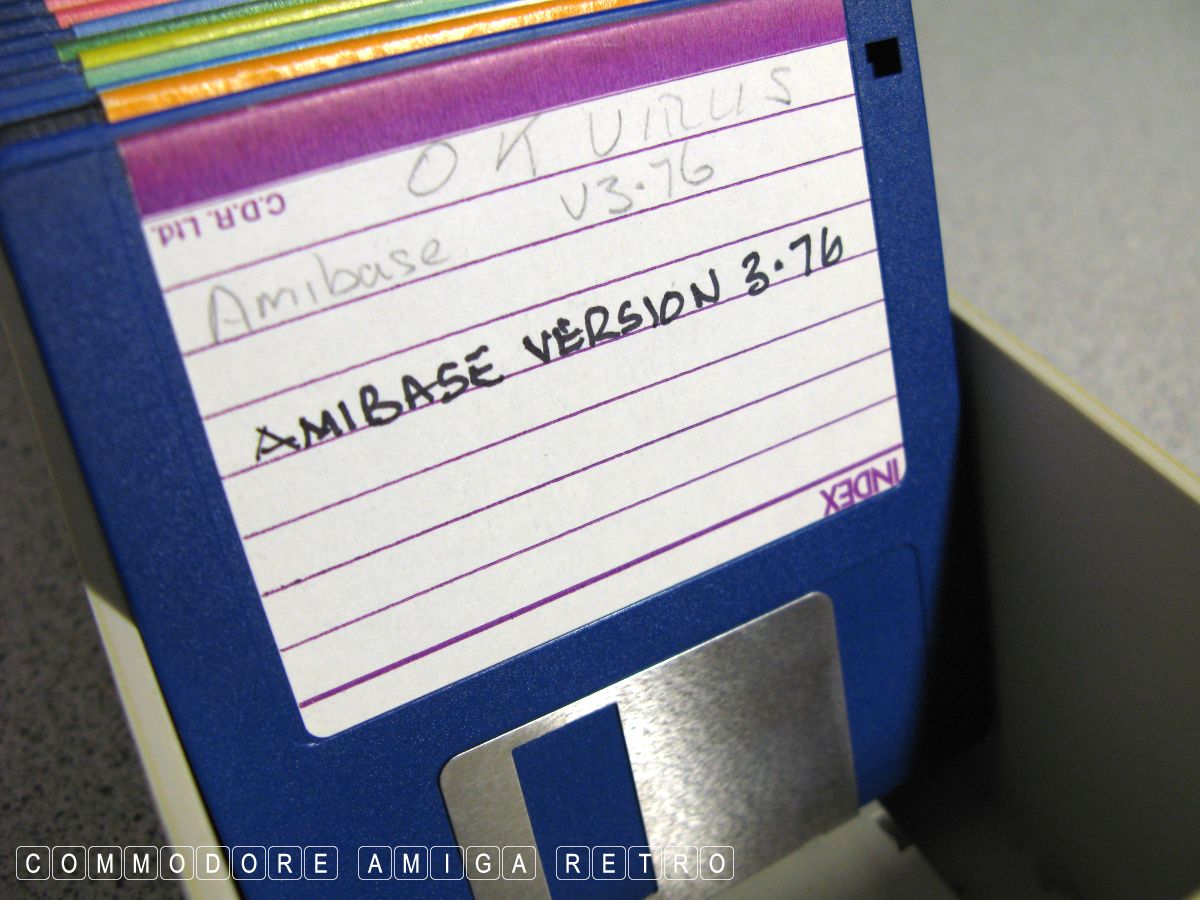 OK VIRUS
C.D.R. Ltd.
V3.76
Amibase
AMIBASE VERSION 3.76
INDEX
COMMODORE AMIGA RETRO